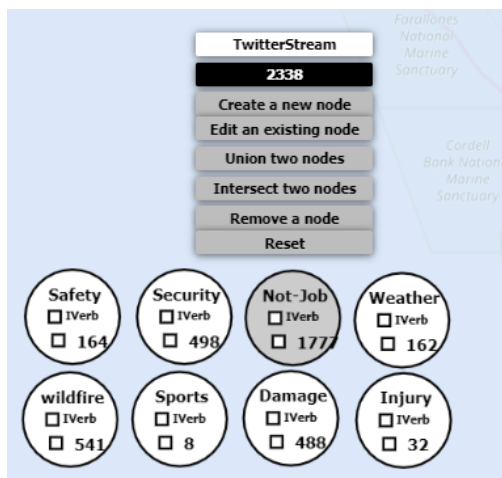 Farallones
National
Marine
Sanctuary
TwitterStream
2338
Create a new node
Edit an existing node
Union two nodes
Intersect two nodes
Remove a node
Reset
Cordell
Bank Nation
Marine
Sanctuary
Safety
IVerb
164
Security
IVerb
498
Not-Job
IVerb
1777
Weather
IVerb
162
wildfire
IVerb
541
Sports
IVerb
8
Damage
IVerb
488
Injury
IVerb
32